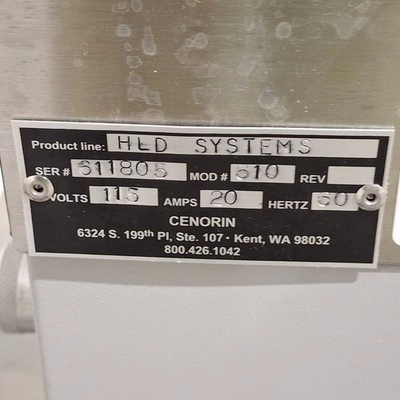 Product line: HLD SYSTEMS
SER # 611805 MOD # 610 REV
VOLTS 115 AMPS 20 HERTZ 60
CENORIN
6324 S. 199th Pl, Ste. 107 • Kent, WA 98032
800.426.1042